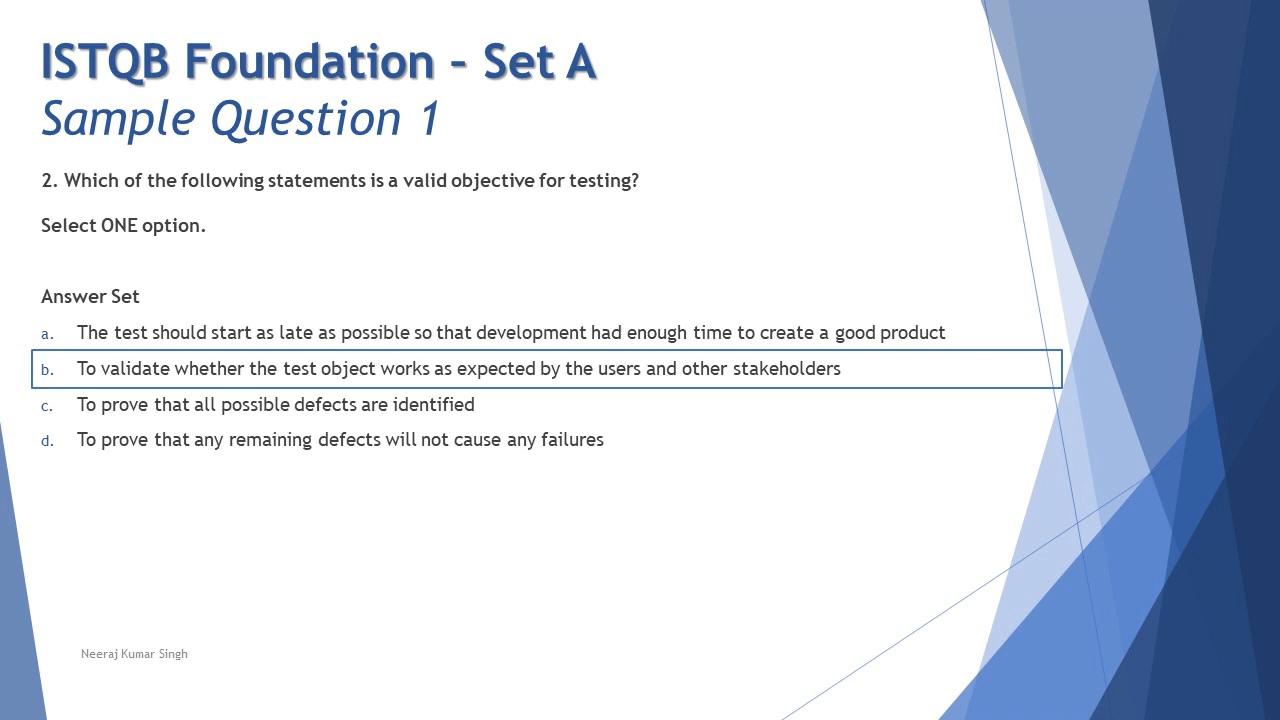 ISTQB Foundation – Set A
Sample Question 1
2. Which of the following statements is a valid objective for testing?
Select ONE option.
Answer Set
a. The test should start as late as possible so that development had enough time to create a good product
b. To validate whether the test object works as expected by the users and other stakeholders
c. To prove that all possible defects are identified
d. To prove that any remaining defects will not cause any failures
Neeraj Kumar Singh